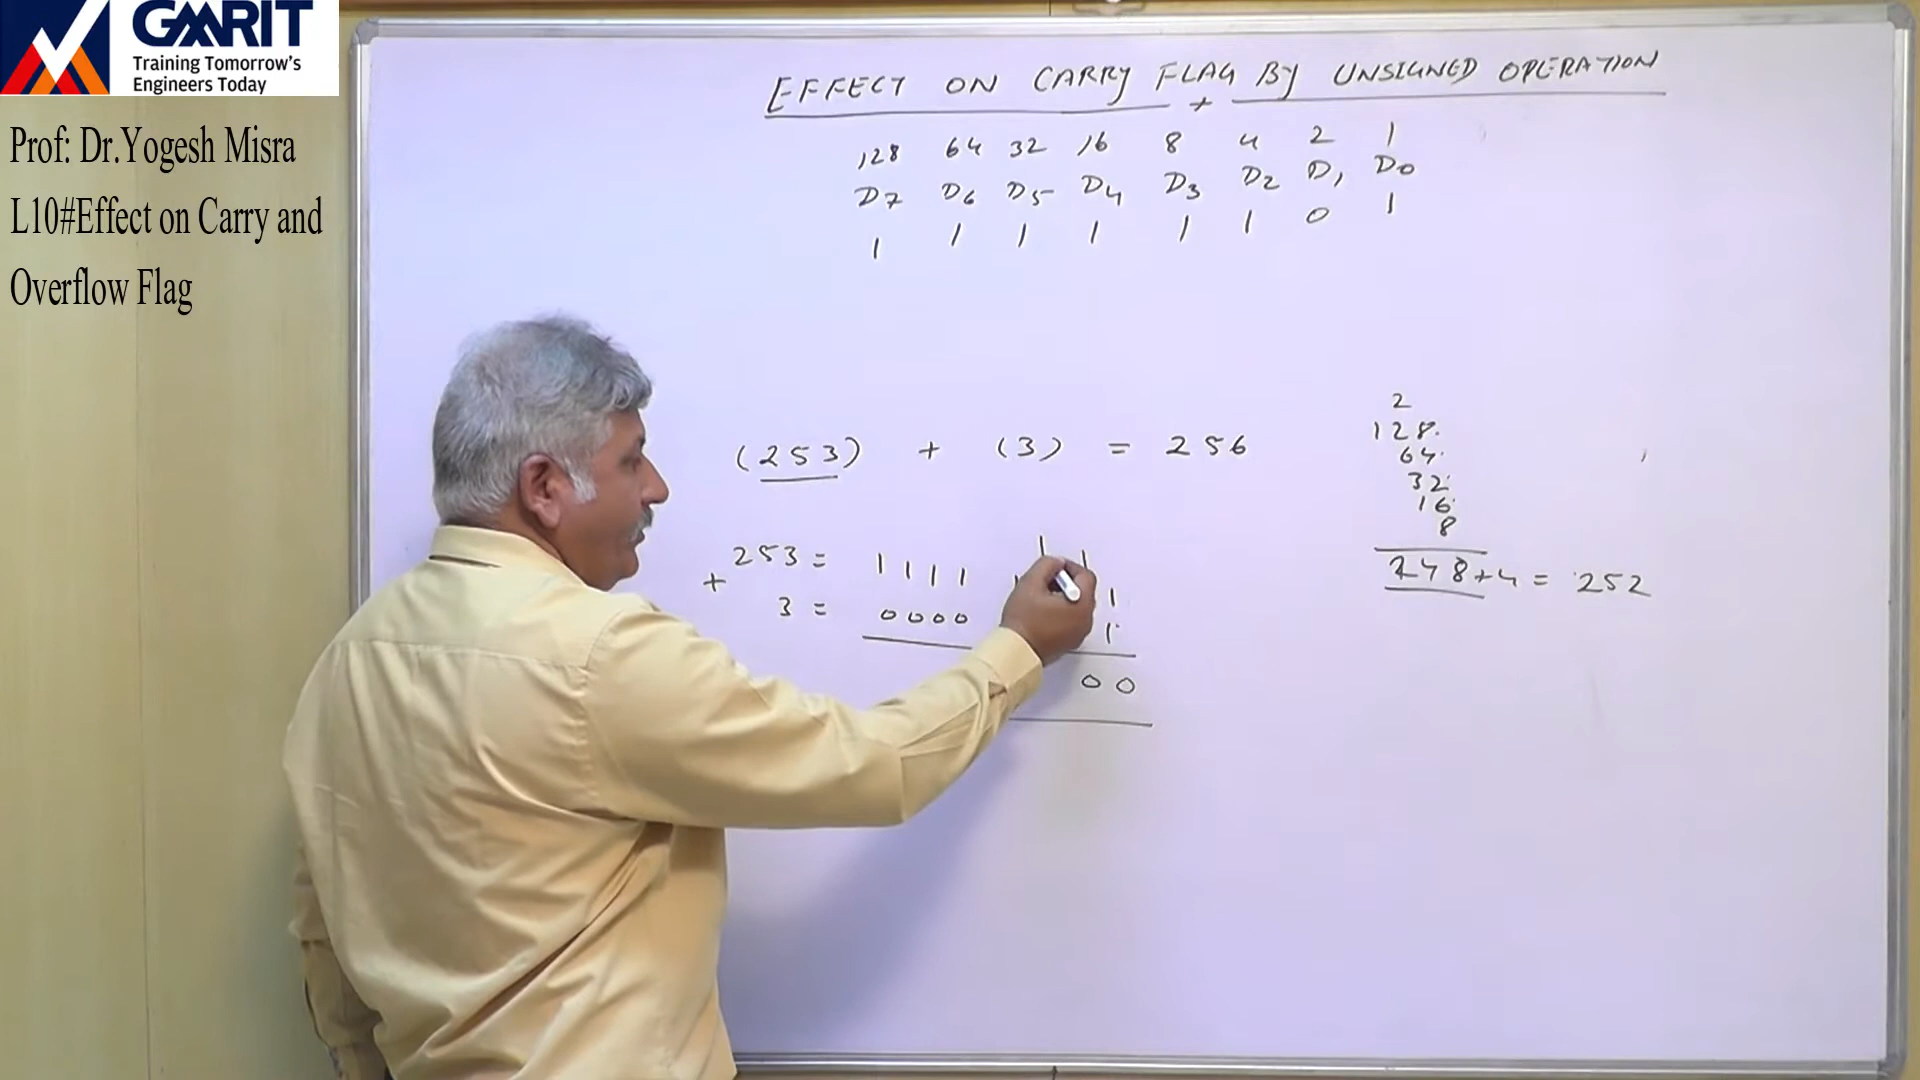 GMRIT
Training Tomorrow's
Engineers Today
Prof: Dr.Yogesh Misra
L10#Effect on Carry and
Overflow Flag
EFFECT ON CARRY FLAG BY UNSIGNED OPERATION
+
128 64 32 16 8 4 2 1
D7 D6 D5 D4 D3 D2 D1 D0
1 1 1 1 1 1 0 1
(253) + (3) = 256
2
128
64
32
16
8
248+4 = 252
1 1
253 = 1111 1
+
3 = 0000 1
00